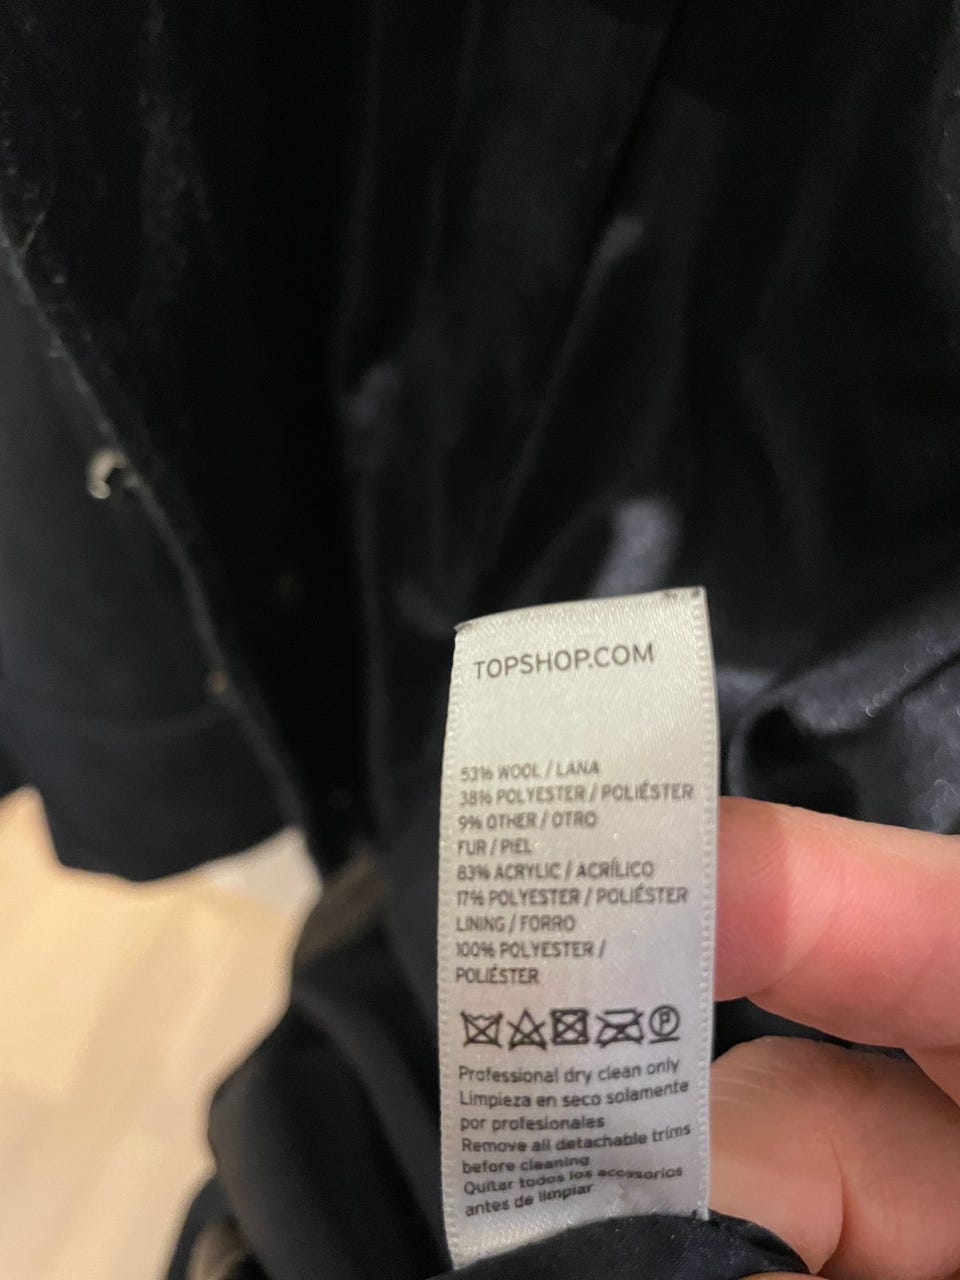 TOPSHOP.COM
53% WOOL / LANA
38% POLYESTER / POLIÉSTER
9% OTHER / OTRO
FUR / PIEL
83% ACRYLIC / ACRÍLICO
17% POLYESTER / POLIÉSTER
LINING / FORRO
100% POLYESTER /
POLIÉSTER
P
Professional dry clean only
Limpieza en seco solamente
por profesionales
Remove all detachable trims
before cleaning
Quitar todos los accesorios
antes de limpiar